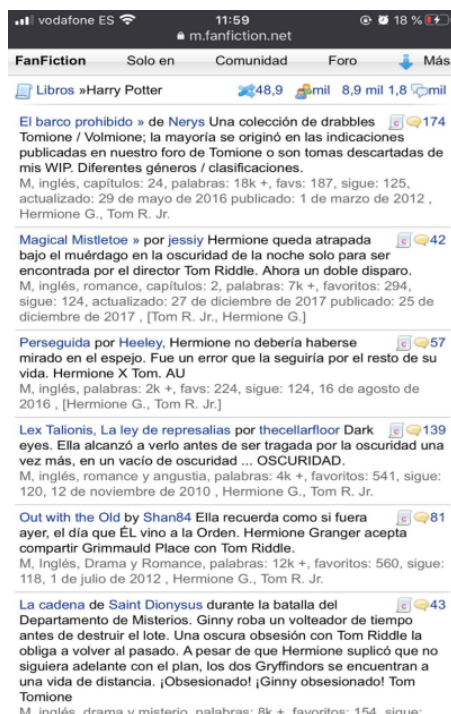 vodafone ES 11:59 18 %
m.fanfiction.net
FanFiction Solo en Comunidad Foro Más
Libros »Harry Potter 48,9 mil 8,9 mil 1,8 mil
El barco prohibido » de Nerys Una colección de drabbles c 174
Tomione / Volmione; la mayoría se originó en las indicaciones
publicadas en nuestro foro de Tomione o son tomas descartadas de
mis WIP. Diferentes géneros / clasificaciones.
M, inglés, capítulos: 24, palabras: 18k +, favs: 187, sigue: 125,
actualizado: 29 de mayo de 2016 publicado: 1 de marzo de 2012 ,
Hermione G., Tom R. Jr.
Magical Mistletoe » por jessiy Hermione queda atrapada c 42
bajo el muérdago en la oscuridad de la noche solo para ser
encontrada por el director Tom Riddle. Ahora un doble disparo.
M, inglés, romance, capítulos: 2, palabras: 7k +, favoritos: 294,
sigue: 124, actualizado: 27 de diciembre de 2017 publicado: 25 de
diciembre de 2017 , [Tom R. Jr., Hermione G.]
Perseguida por Heeley, Hermione no debería haberse c 57
mirado en el espejo. Fue un error que la seguiría por el resto de su
vida. Hermione X Tom. AU
M, inglés, palabras: 2k +, favs: 224, sigue: 124, 16 de agosto de
2016 , [Hermione G., Tom R. Jr.]
Lex Talionis, La ley de represalias por thecellarfloor Dark c 139
eyes. Ella alcanzó a verlo antes de ser tragada por la oscuridad una
vez más, en un vacío de oscuridad ... OSCURIDAD.
M, inglés, romance y angustia, palabras: 4k +, favoritos: 541, sigue:
120, 12 de noviembre de 2010 , Hermione G., Tom R. Jr.
Out with the Old by Shan84 Ella recuerda como si fuera c 81
ayer, el día que ÉL vino a la Orden. Hermione Granger acepta
compartir Grimmauld Place con Tom Riddle.
M, Inglés, Drama y Romance, palabras: 12k +, favoritos: 560, sigue:
118, 1 de julio de 2012 , Hermione G., Tom R. Jr.
La cadena de Saint Dionysus durante la batalla del c 43
Departamento de Misterios. Ginny roba un volteador de tiempo
antes de destruir el lote. Una oscura obsesión con Tom Riddle la
obliga a volver al pasado. A pesar de que Hermione suplicó que no
siguiera adelante con el plan, los dos Gryffindors se encuentran a
una vida de distancia. ¡Obsesionado! ¡Ginny obsesionado! Tom
Tomione
M, inglés, drama y misterio, palabras: 8k +, favoritos: 154, sigue: